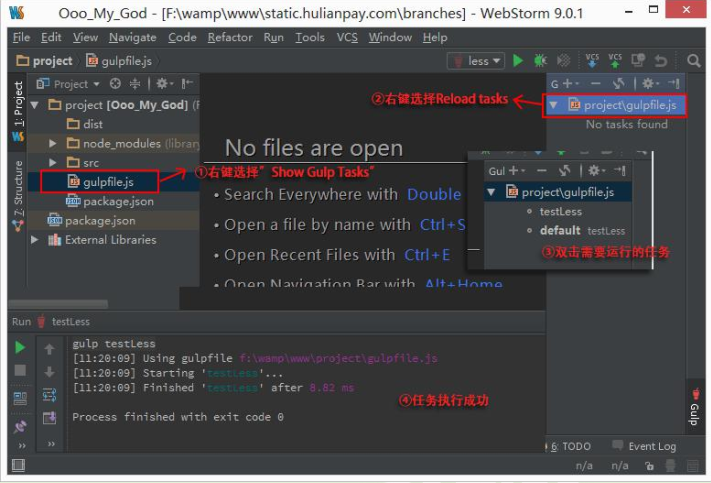 Ooo_My_God - [F:\wamp\www\static.hulianpay.com\branches] - WebStorm 9.0.1
File Edit View Navigate Code Refactor Run Tools VCS Window Help
project gulpfile.js
less
VCS VCS
1: Project
Z: Structure
Project
project [Ooo_My_God] (F
dist
node_modules (library
src
gulpfile.js
package.json
package.json
External Libraries
①右键选择”Show Gulp Tasks”
No files are open
• Search Everywhere with Double
• Open a file by name with Ctrl+S
• Open Recent Files with Ctrl+E
• Open Navigation Bar with Alt+Home
②右键选择Reload tasks
G
project\gulpfile.js
No tasks found
Gul
project\gulpfile.js
testLess
default testLess
③双击需要运行的任务
Run testLess
gulp testLess
[11:20:09] Using gulpfile f:\wamp\www\project\gulpfile.js
[11:20:09] Starting 'testLess'...
[11:20:09] Finished 'testLess' after 8.82 ms
Process finished with exit code 0
④任务执行成功
Gulp
6: TODO Event Log
n/a n/a